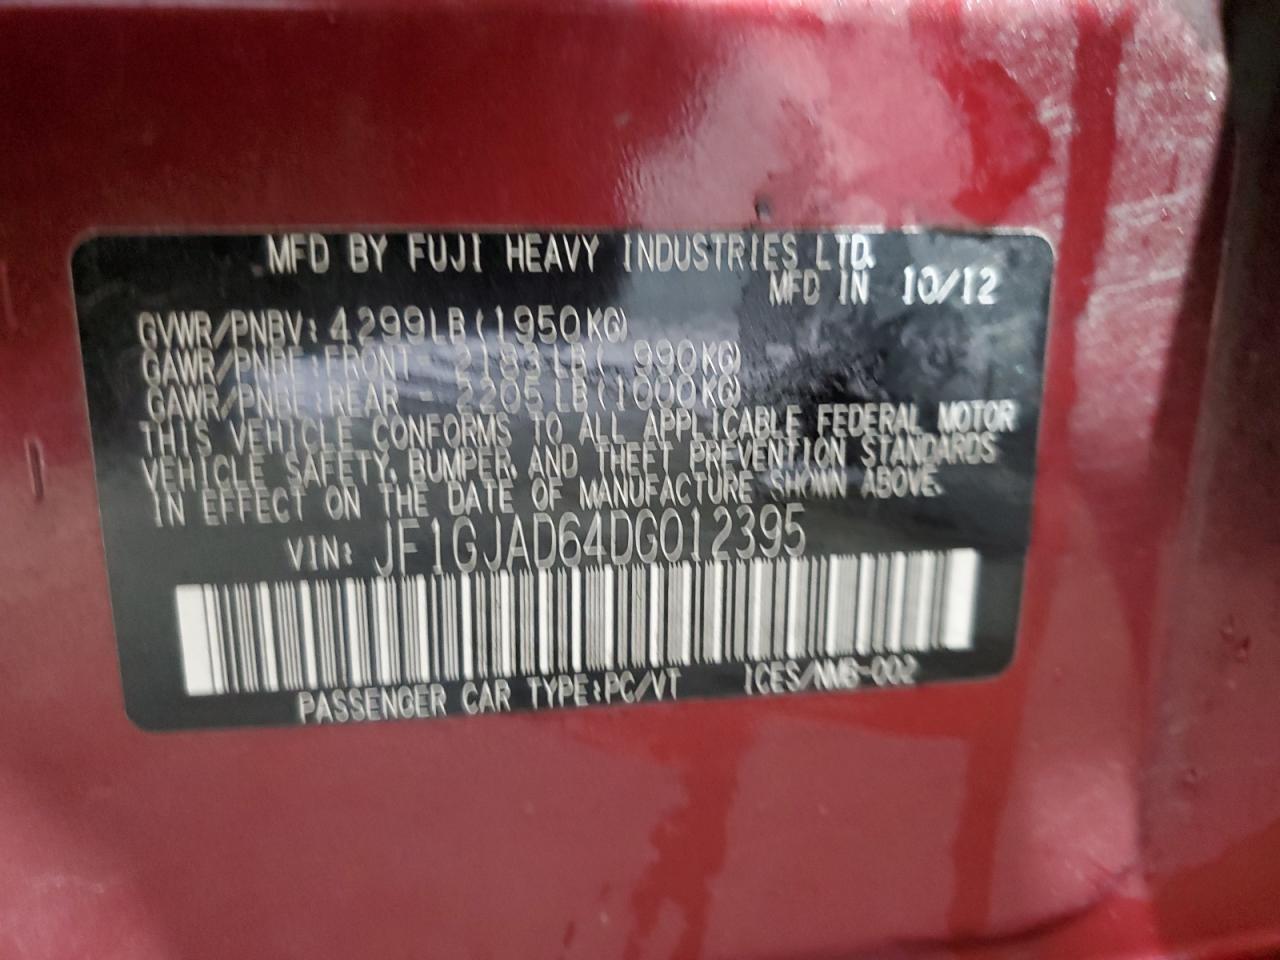 MFD BY FUJI HEAVY INDUSTRIES LTD.
MFD IN 10/12
GVWR/PNBV: 4299LB (1950KG)
GAWR/PNBE:FRONT - 2183LB( 990KG)
GAWR/PNBE:REAR - 2205LB(1000KG)
THIS VEHICLE CONFORMS TO ALL APPLICABLE FEDERAL MOTOR
VEHICLE SAFETY, BUMPER, AND THEFT PREVENTION STANDARDS
IN EFFECT ON THE DATE OF MANUFACTURE SHOWN ABOVE.
VIN: JF1GJAD64DG012395
PASSENGER CAR TYPE:PC/VT ICES/NMB-002